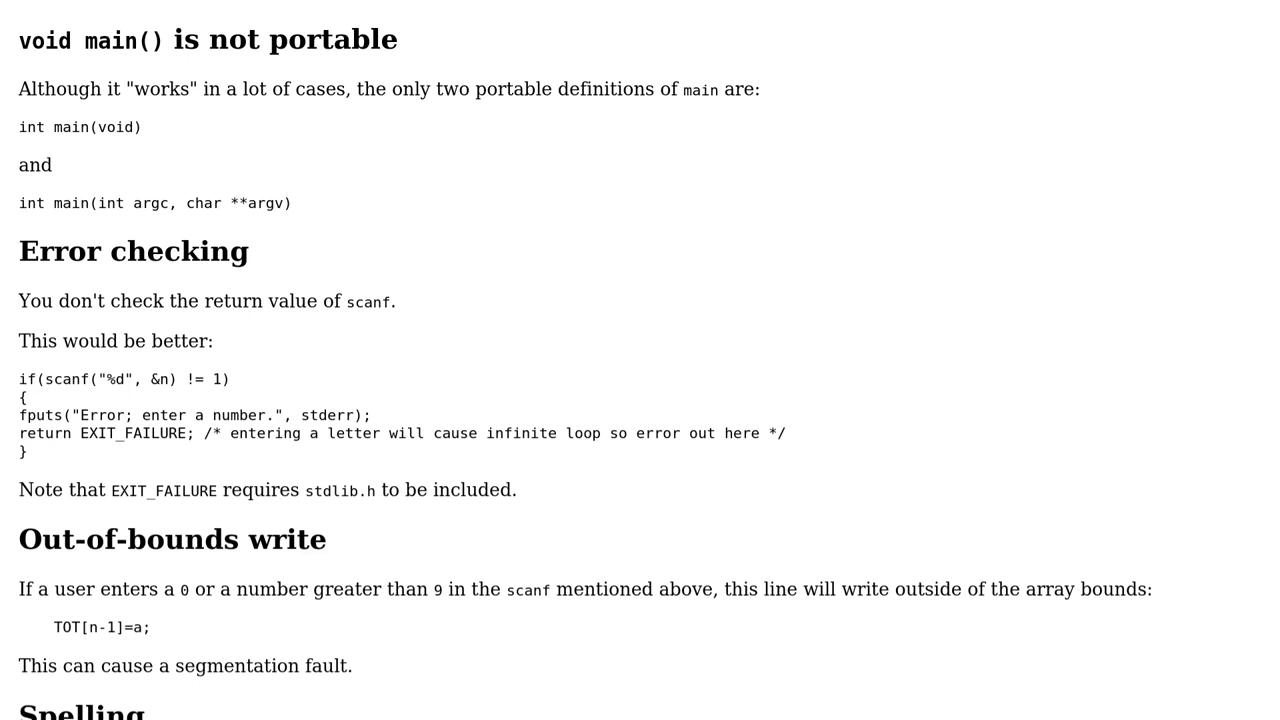 void main() is not portable
Although it "works" in a lot of cases, the only two portable definitions of main are:
int main(void)
and
int main(int argc, char **argv)
Error checking
You don't check the return value of scanf.
This would be better:
if(scanf("%d", &n) != 1)
{
fputs("Error; enter a number.", stderr);
return EXIT_FAILURE; /* entering a letter will cause infinite loop so error out here */
}
Note that EXIT_FAILURE requires stdlib.h to be included.
Out-of-bounds write
If a user enters a 0 or a number greater than 9 in the scanf mentioned above, this line will write outside of the array bounds:
TOT[n-1]=a;
This can cause a segmentation fault.
Spelling